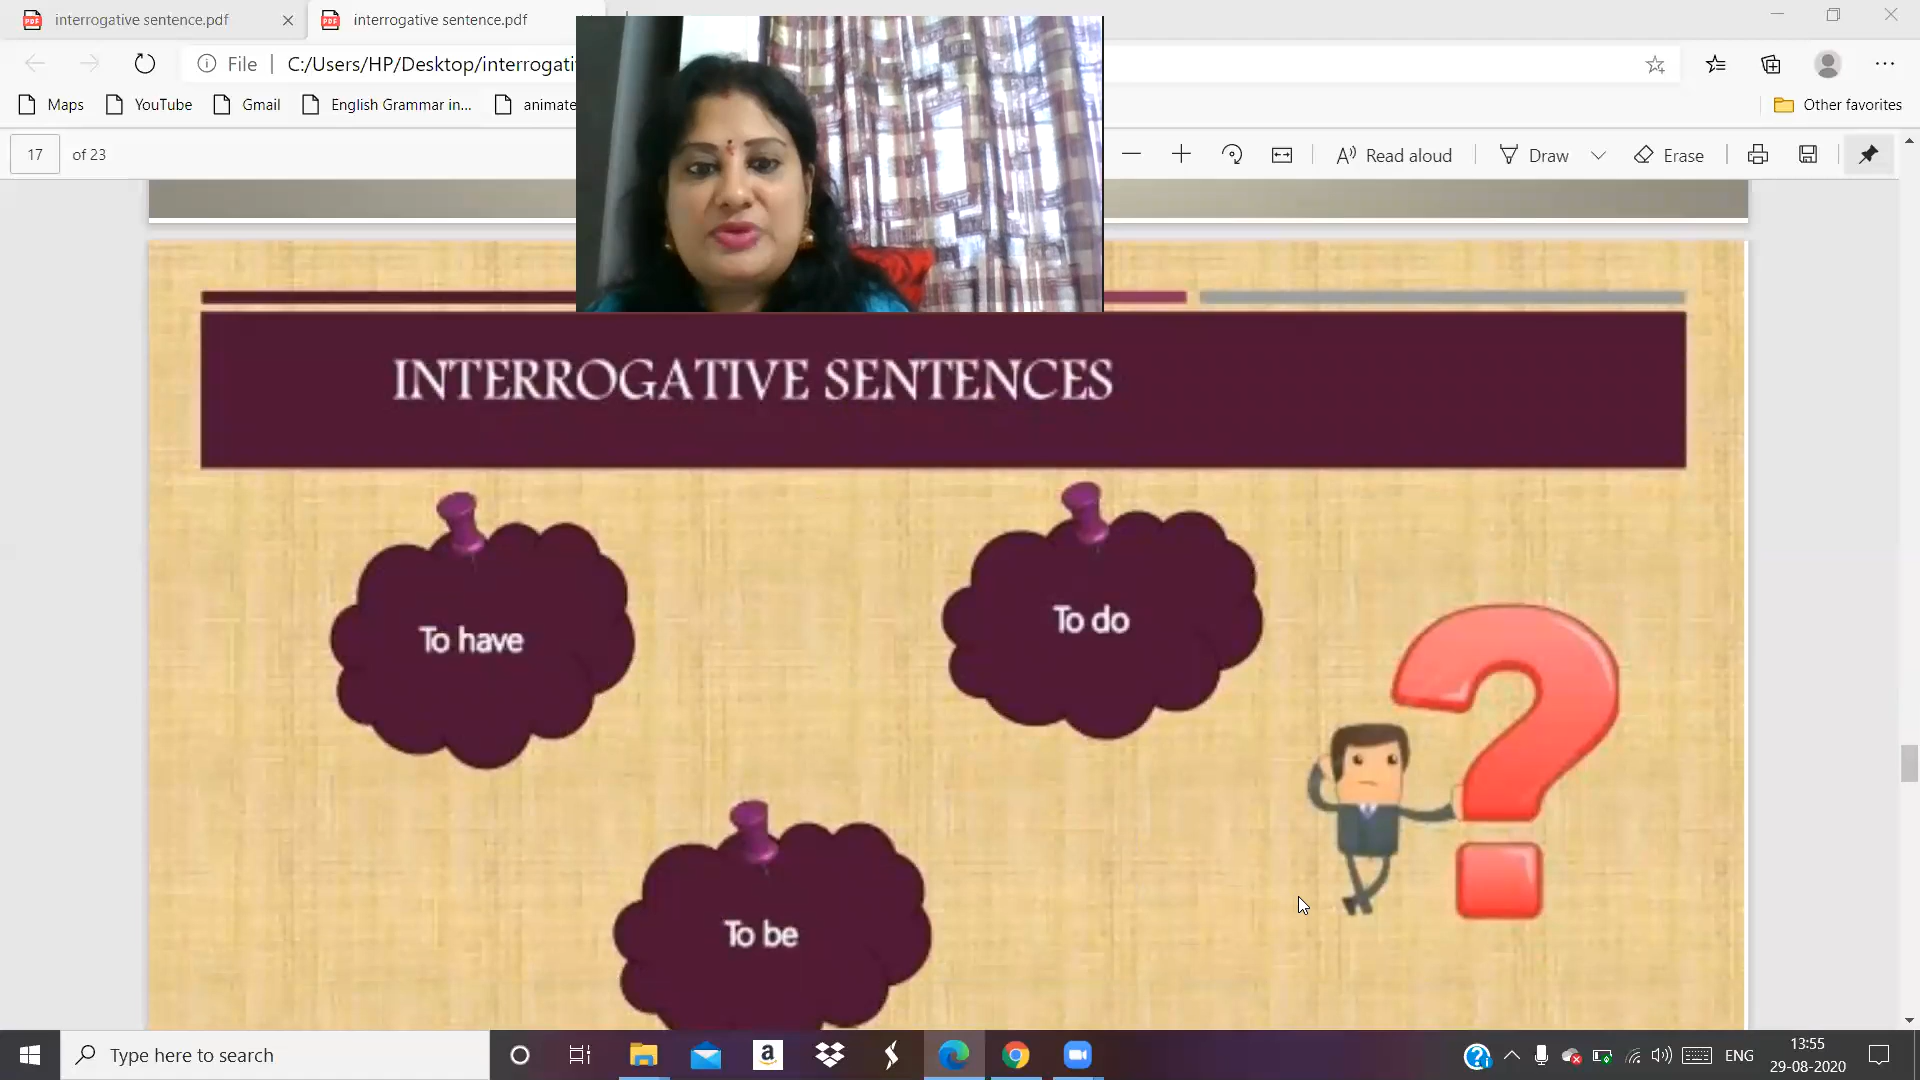 interrogative sentence.pdf
interrogative sentence.pdf
File
C:/Users/HP/Desktop/interrogati
Maps
YouTube
Gmail
English Grammar in...
animate
Other favorites
17 of 23
Read aloud
Draw
Erase
INTERROGATIVE SENTENCES
To have
To do
To be
Type here to search
a
ENG
13:55
29-08-2020